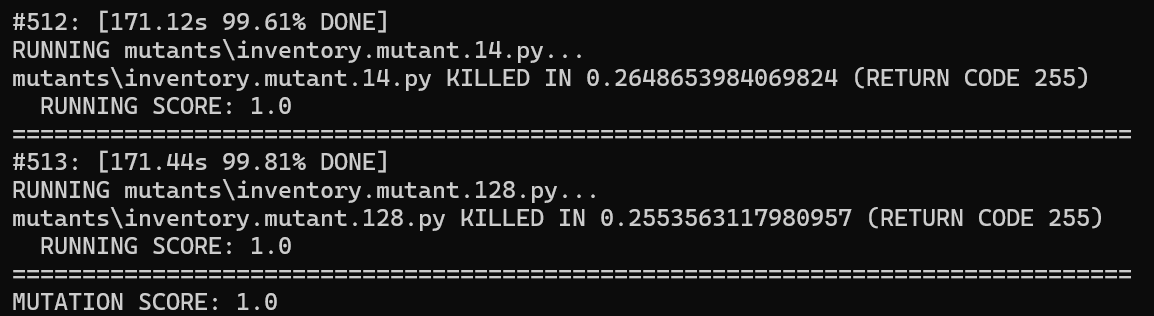 #512: [171.12s 99.61% DONE]
RUNNING mutants\inventory.mutant.14.py...
mutants\inventory.mutant.14.py KILLED IN 0.2648653984069824 (RETURN CODE 255)
  RUNNING SCORE: 1.0
================================================================================
#513: [171.44s 99.81% DONE]
RUNNING mutants\inventory.mutant.128.py...
mutants\inventory.mutant.128.py KILLED IN 0.2553563117980957 (RETURN CODE 255)
  RUNNING SCORE: 1.0
================================================================================
MUTATION SCORE: 1.0